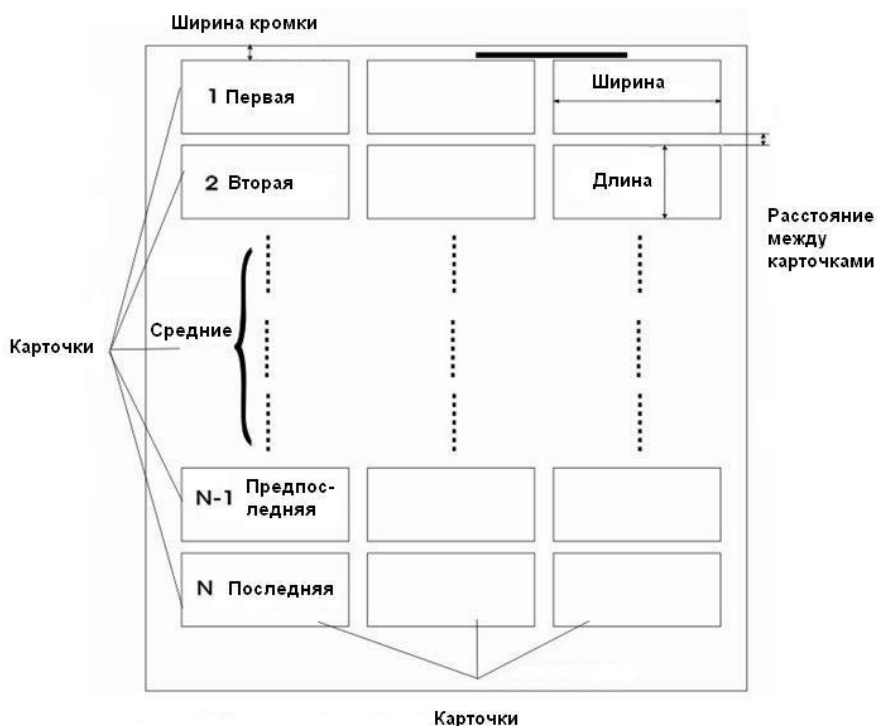 Ширина кромки
1 Первая
Ширина
2 Вторая
Длина
Расстояние
между
карточками
Средние
Карточки
N-1 Предпос-
ледняя
N Последняя
Карточки